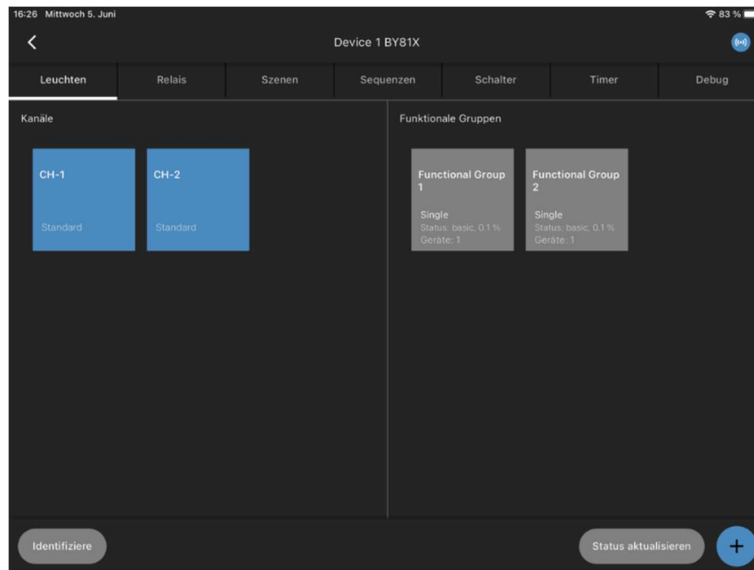 16:26 Mittwoch 5. Juni
83 %
Device 1 BY81X
Leuchten Relais Szenen Sequenzen Schalter Timer Debug
Kanäle
CH-1
Standard
CH-2
Standard
Funktionale Gruppen
Functional Group
1
Single
Status: basic, 0.1 %
Geräte: 1
Functional Group
2
Single
Status: basic, 0.1 %
Geräte: 1
Identifiziere
Status aktualisieren
+